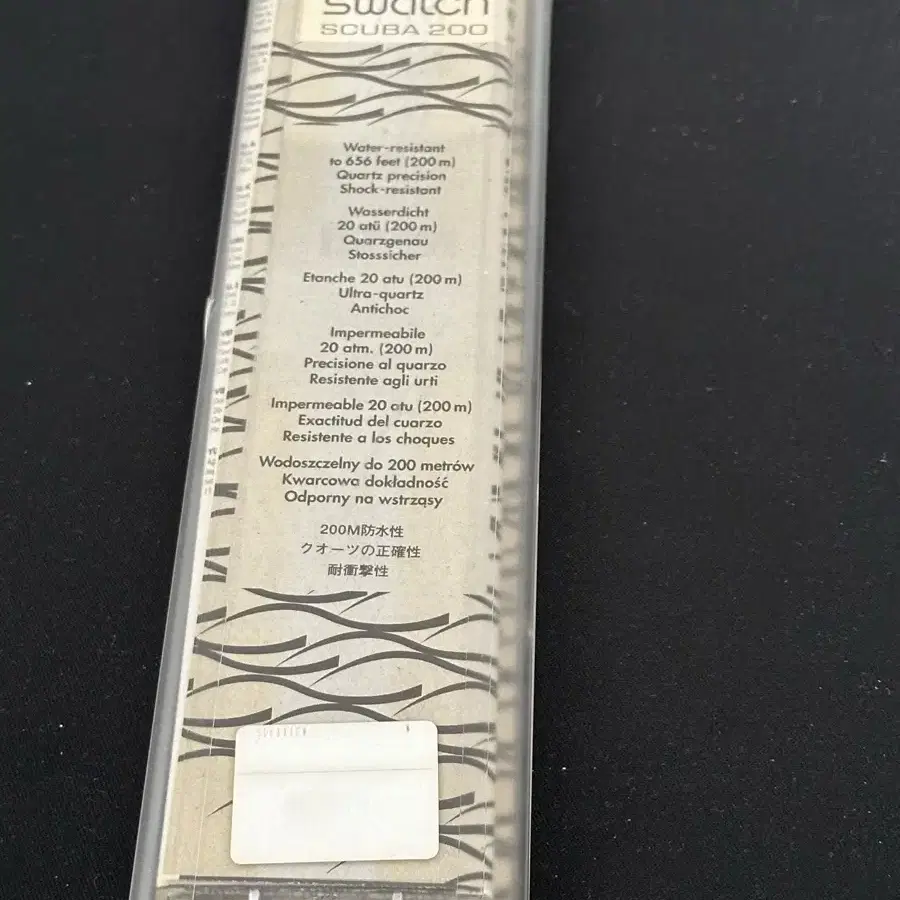 swatch
SCUBA 200
Water-resistant
to 656 feet (200 m)
Quartz precision
Shock-resistant
Wasserdicht
20 atü (200 m)
Quarzgenau
Stosssicher
Etanche 20 atu (200 m)
Ultra-quartz
Antichoc
Impermeabile
20 atm. (200 m)
Precisione al quarzo
Resistente agli urti
Impermeable 20 atu (200 m)
Exactitud del cuarzo
Resistente a los choques
Wodoszczelny do 200 metrów
Kwarcowa dokładność
Odporny na wstrząsy
200M防水性
クオーツの正確性
耐衝撃性